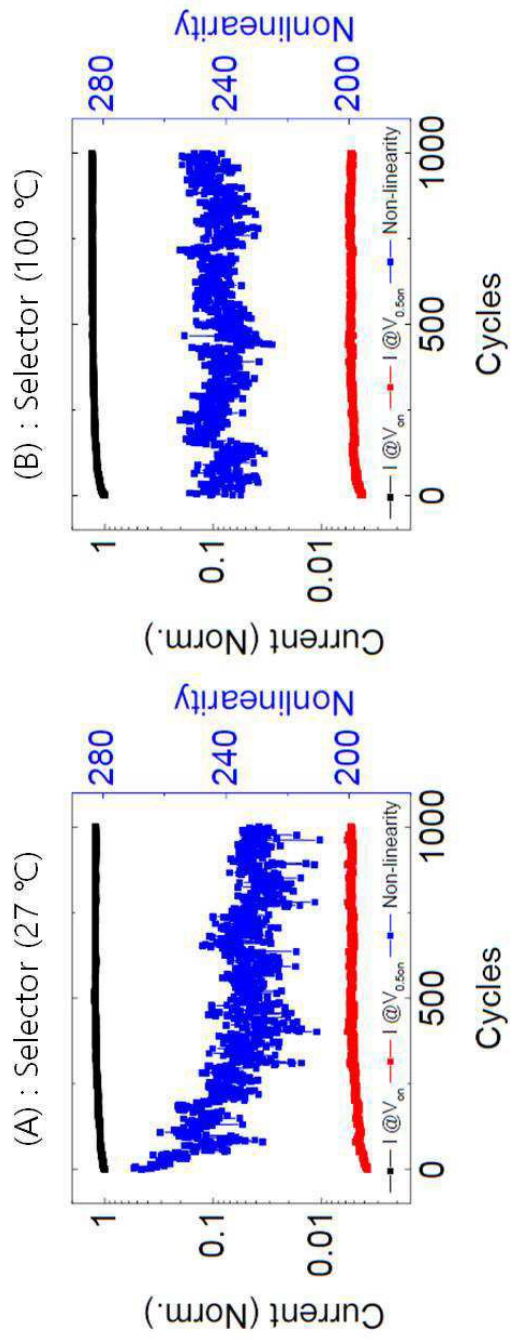 (A) : Selector (27 ℃)
Current (Norm.)
1
0.1
0.01
Nonlinearity
280
240
200
I @V_on
I @V_0.5on
Non-linearity
0
500
1000
Cycles
(B) : Selector (100 ℃)
Current (Norm.)
1
0.1
0.01
Nonlinearity
280
240
200
I @V_on
I @V_0.5on
Non-linearity
0
500
1000
Cycles